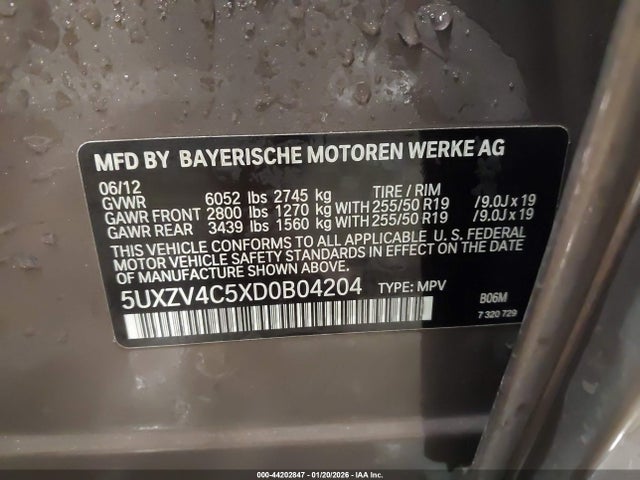 MFD BY BAYERISCHE MOTOREN WERKE AG
06/12
GVWR 6052 lbs 2745 kg TIRE / RIM
GAWR FRONT 2800 lbs 1270 kg WITH 255/50 R19 /9.0J x 19
GAWR REAR 3439 lbs 1560 kg WITH 255/50 R19 /9.0J x 19
THIS VEHICLE CONFORMS TO ALL APPLICABLE U. S. FEDERAL
MOTOR VEHICLE SAFETY STANDARDS IN EFFECT ON THE DATE
OF MANUFACTURE SHOWN ABOVE.
5UXZV4C5XD0B04204 TYPE: MPV B06M
7 320 729
000-44202847 - 01/20/2026 - IAA Inc.